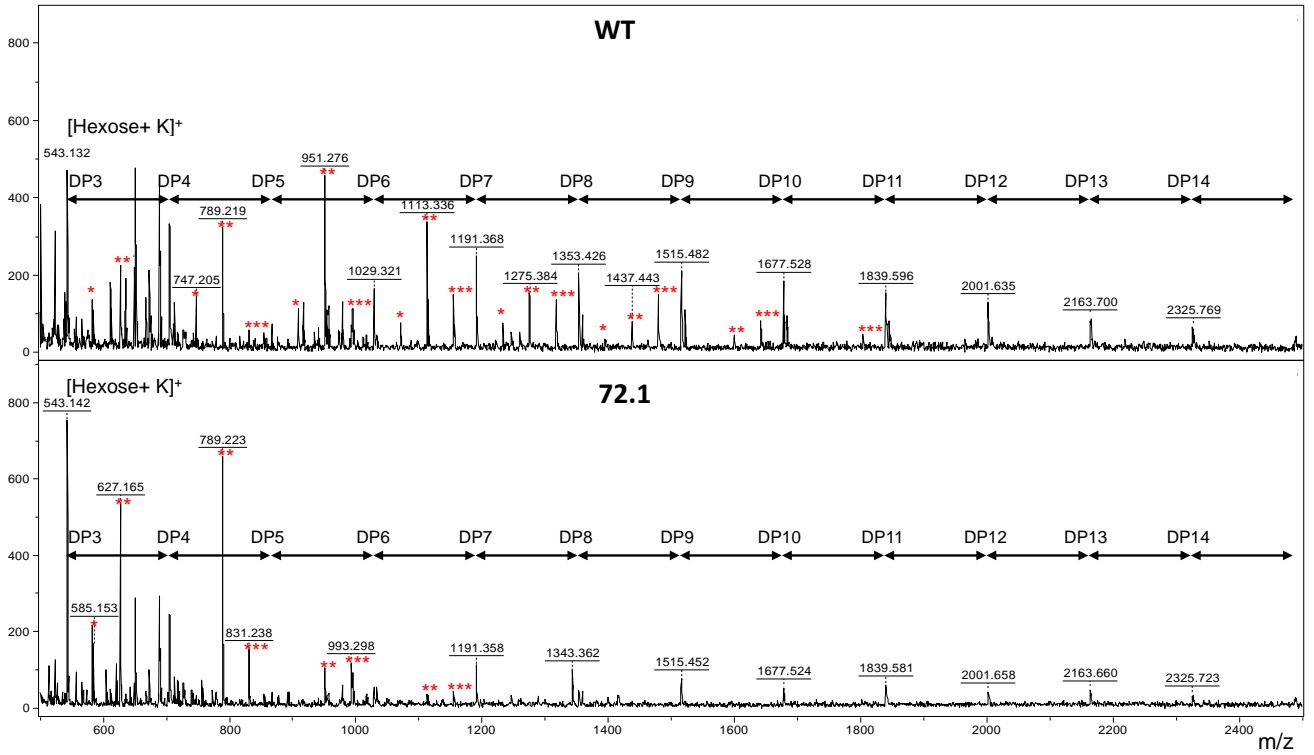 WT
800
600
[Hexose+ K]+
543.132
951.276
DP3 DP4 DP5 DP6 DP7 DP8 DP9 DP10 DP11 DP12 DP13 DP14
400
** 1113.336
789.219 **
** 1191.368
747.205 ** 1275.384 1353.426 1437.443 1515.482 1677.528 1839.596 2001.635 2163.700 2325.769
200
* * *** * *** * *** * ** *** * ** *** ** *** ***
1029.321
0
[Hexose+ K]+
543.142
72.1
800
789.223
**
600
627.165
**
DP3 DP4 DP5 DP6 DP7 DP8 DP9 DP10 DP11 DP12 DP13 DP14
400
585.153
*
200
831.238
***
993.298
** ***
1191.358 1343.362 1515.452 1677.524 1839.581 2001.658 2163.660 2325.723
** ***
0
600 800 1000 1200 1400 1600 1800 2000 2200 2400
m/z